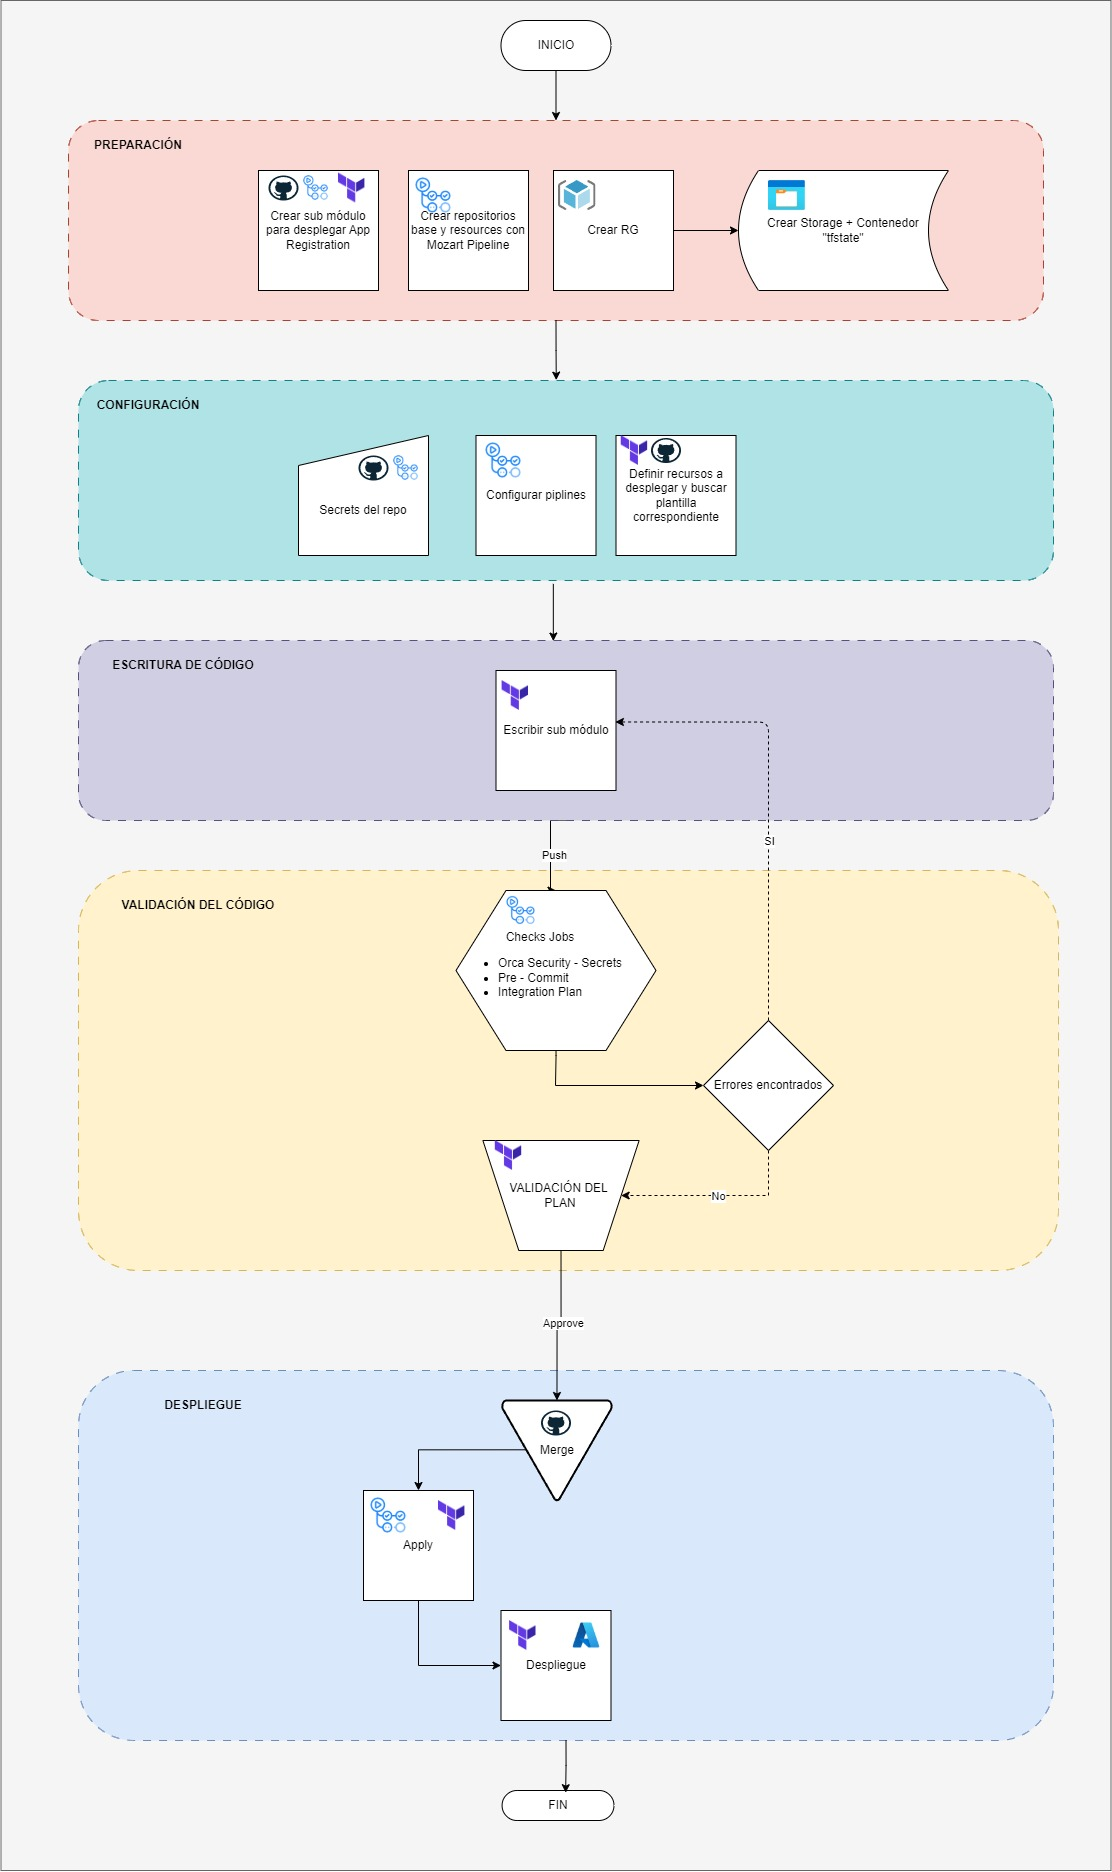 INICIO
PREPARACIÓN
Crear sub módulo
para desplegar App
Registration
Crear repositorios
base y resources con
Mozart Pipeline
Crear RG
Crear Storage + Contenedor
"tfstate"
CONFIGURACIÓN
Secrets del repo
Configurar piplines
Definir recursos a
desplegar y buscar
plantilla
correspondiente
ESCRITURA DE CÓDIGO
Escribir sub módulo
SI
Push
VALIDACIÓN DEL CÓDIGO
Checks Jobs
• Orca Security - Secrets
• Pre - Commit
• Integration Plan
Errores encontrados
VALIDACIÓN DEL
PLAN
No
Approve
DESPLIEGUE
Merge
Apply
Despliegue
FIN